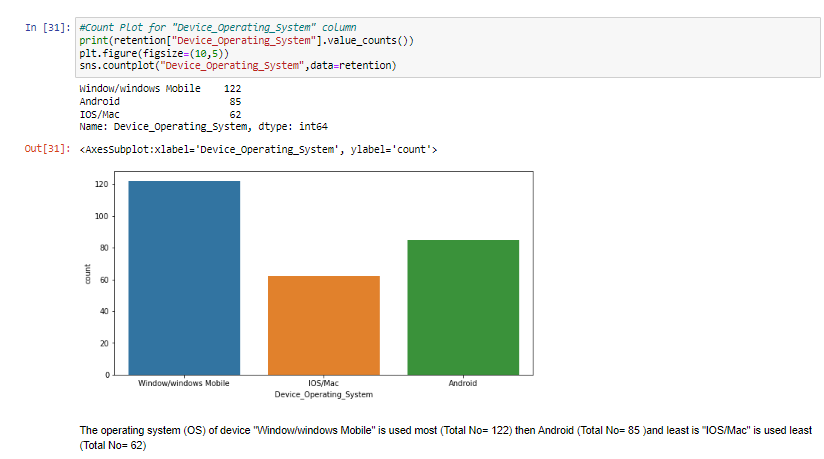 In [31]: #Count Plot for "Device_Operating_System" column
print(retention["Device_Operating_System"].value_counts())
plt.figure(figsize=(10,5))
sns.countplot("Device_Operating_System",data=retention)
Window/windows Mobile    122
Android    85
IOS/Mac    62
Name: Device_Operating_System, dtype: int64
Out[31]: <AxesSubplot:xlabel='Device_Operating_System', ylabel='count'>
120
100
80
60
40
20
0
count
Window/windows Mobile IOS/Mac Android
Device_Operating_System
The operating system (OS) of device "Window/windows Mobile" is used most (Total No= 122) then Android (Total No= 85 )and least is "IOS/Mac" is used least
(Total No= 62)